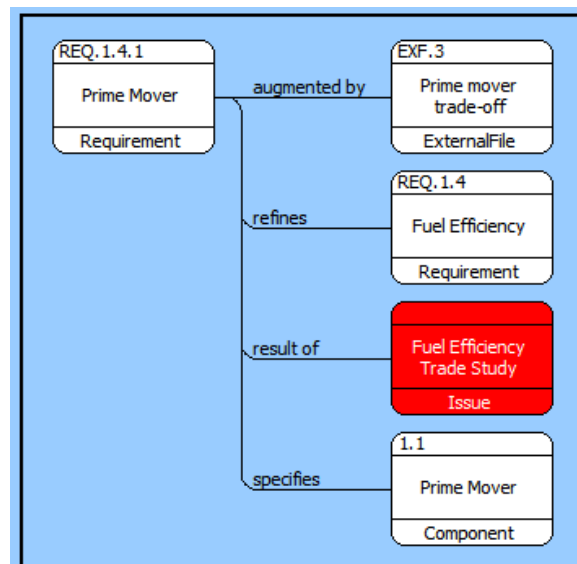 REQ.1.4.1
Prime Mover
Requirement
augmented by
EXF.3
Prime mover
trade-off
ExternalFile
refines
REQ.1.4
Fuel Efficiency
Requirement
result of
Fuel Efficiency
Trade Study
Issue
specifies
1.1
Prime Mover
Component